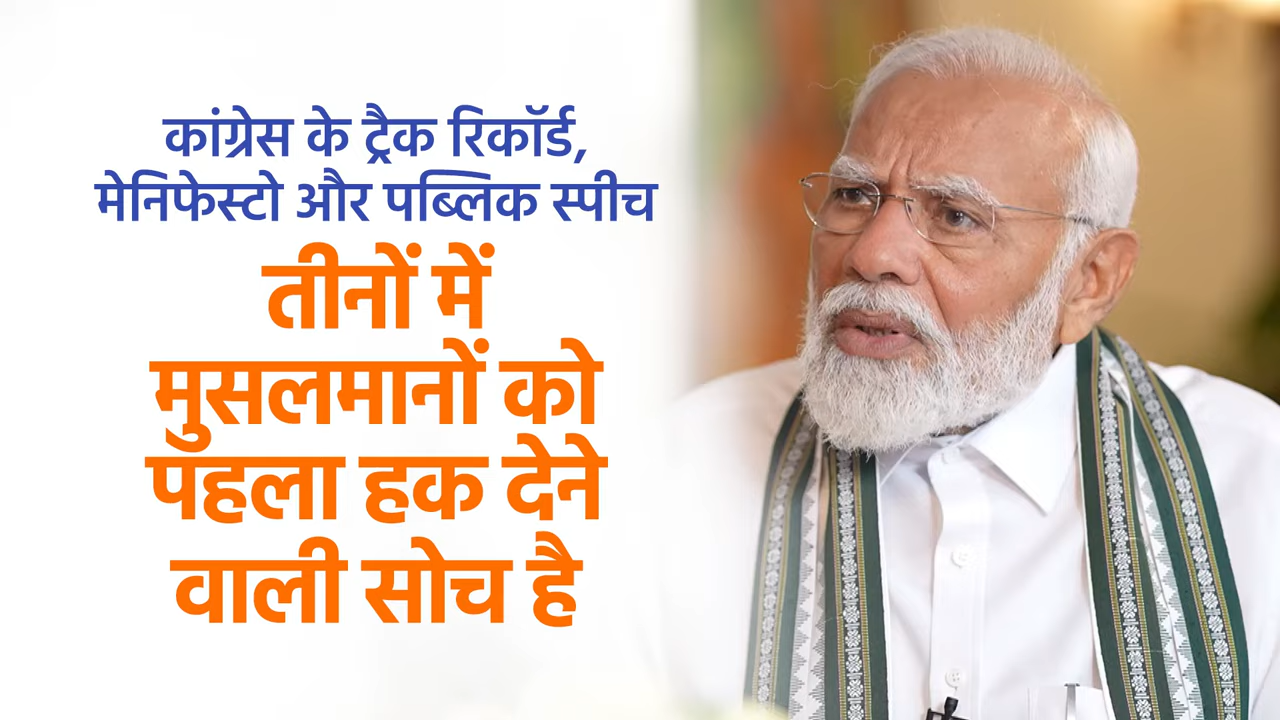 कांग्रेस के ट्रैक रिकॉर्ड,
मेनिफेस्टो और पब्लिक स्पीच
तीनों में
मुसलमानों को
पहला हक देने
वाली सोच है